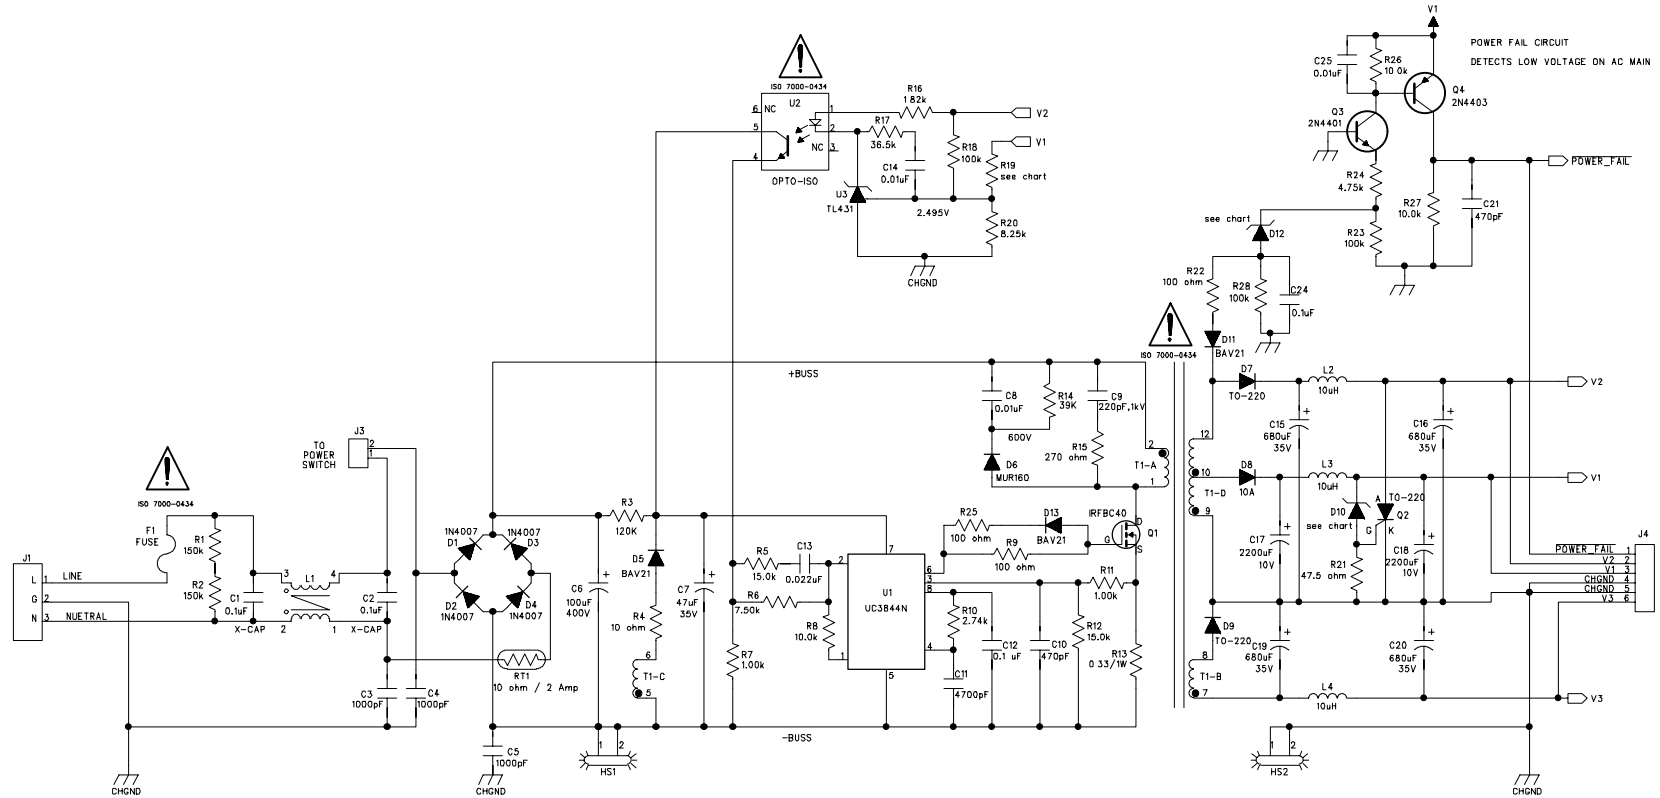 V1
POWER FAIL CIRCUIT
DETECTS LOW VOLTAGE ON AC MAIN
C25
0.01uF
R26
10 0k
Q4
2N4403
Q3
2N4401
POWER_FAIL
R24
4.75k
R27
10.0k
C21
470pF
R23
100k
see chart
D12
R22
100 ohm
R28
100k
C24
0.1uF
D11
BAV21
ISO 7000-0434
U2
6
NC
5
4
1
2
NC
3
OPTO-ISO
R16
1 82k
V2
R17
36.5k
V1
R18
100k
R19
see chart
C14
0.01uF
U3
TL431
2.495V
R20
8.25k
CHGND
ISO 7000-0434
+BUSS
C8
0.01uF
R14
39K
C9
220pF,1kV
600V
R15
270 ohm
D6
MUR160
2
T1-A
1
12
10
T1-D
9
D7
TO-220
L2
10uH
V2
C15
680uF
35V
C16
680uF
35V
D8
10A
L3
10uH
V1
D10
see chart
A
TO-220
Q2
G
K
C17
2200uF
10V
R21
47.5 ohm
C18
2200uF
10V
J4
POWER_FAIL
1
V2
2
V1
3
CHGND
4
CHGND
5
V3
6
D9
TO-220
C19
680uF
35V
C20
680uF
35V
8
T1-B
7
L4
10uH
V3
1
2
HS2
CHGND
J3
2
1
TO
POWER
SWITCH
ISO 7000-0434
F1
FUSE
R1
150k
R2
150k
J1
L
1
LINE
G
2
N
3
NUETRAL
C1
0.1uF
X-CAP
3
L1
4
2
1
C2
0.1uF
X-CAP
1N4007
D1
1N4007
D3
D2
1N4007
D4
1N4007
RT1
10 ohm / 2 Amp
C3
1000pF
C4
1000pF
CHGND
C5
1000pF
CHGND
C6
100uF
400V
R3
120K
D5
BAV21
C7
47uF
35V
R4
10 ohm
6
T1-C
5
1
2
HS1
-BUSS
R5
15.0k
C13
0.022uF
R6
7.50k
R7
1.00k
R8
10.0k
U1
UC3844N
7
2
1
5
6
3
8
4
R25
100 ohm
D13
BAV21
R9
100 ohm
IRFBC40
D
G
S
Q1
R10
2.74k
C11
4700pF
C12
0.1 uF
C10
470pF
R11
1.00k
R12
15.0k
R13
0 33/1W